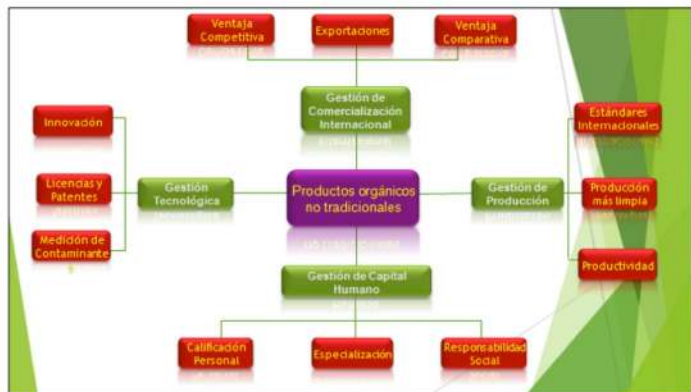 Ventaja
Competitiva
Exportaciones
Ventaja
Comparativa
Gestión de
Comercialización
Internacional
Innovación
Licencias y
Patentes
Medición de
Contaminante
s
Gestión
Tecnológica
Productos orgánicos
no tradicionales
Gestión de
Producción
Estándares
Internacionales
Producción
más limpia
Productividad
Gestión de Capital
Humano
Calificación
Personal
Especialización
Responsabilidad
Social